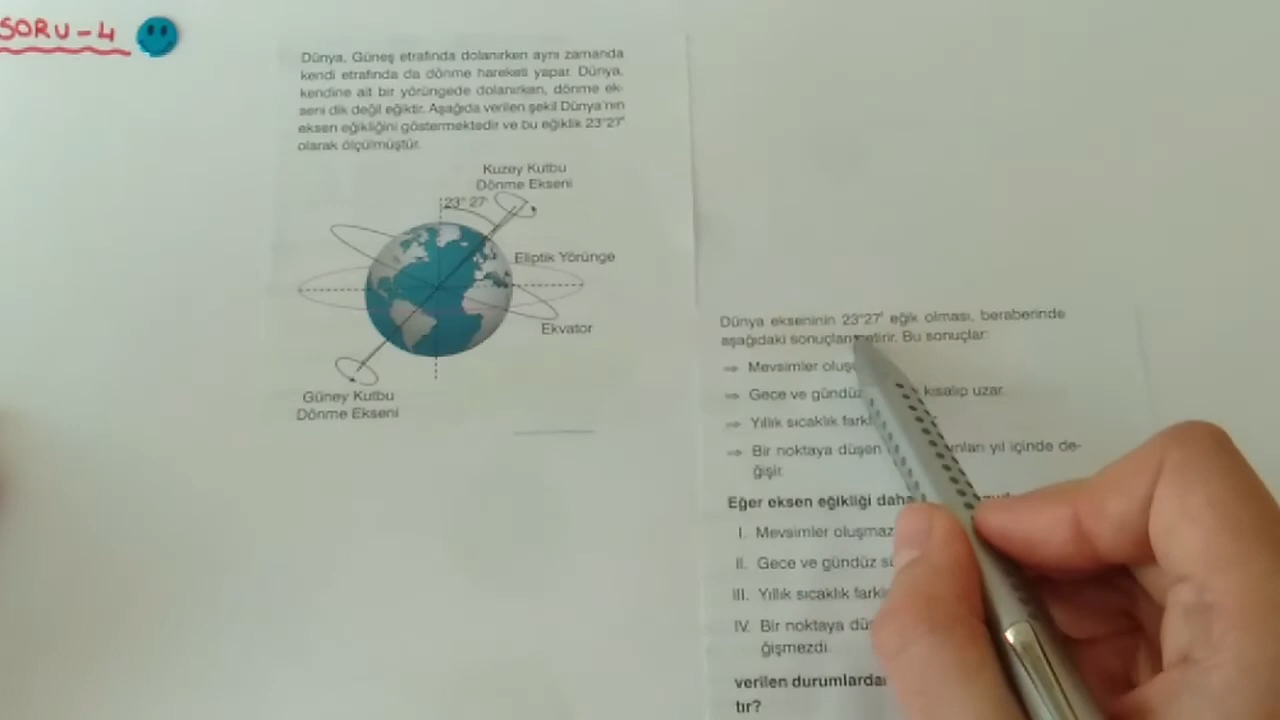 SORU-4
Dünya, Güneş etrafında dolanırken aynı zamanda
kendi etrafında da dönme hareketi yapar. Dünya,
kendine ait bir yörüngede dolanırken, dönme ek-
seni dik değil eğiktir. Aşağıda verilen şekil Dünya'nın
eksen eğikliğini göstermektedir ve bu eğiklik 23°27'
olarak ölçülmüştür.
Kuzey Kutbu
Dönme Ekseni
23° 27'
Eliptik Yörünge
Ekvator
Güney Kutbu
Dönme Ekseni
Dünya ekseninin 23°27' eğik olması, beraberinde
aşağıdaki sonuçları getirir. Bu sonuçlar:
⇒ Mevsimler
⇒ Gece ve gündüz kısalıp uzar.
⇒ Yıllık sıcaklık
⇒ Bir noktaya düşen yıl içinde de-
ğişir.
Eğer eksen eğikliği daha
I. Mevsimler oluşmaz
II. Gece ve gündüz
III. Yıllık sıcaklık
IV. Bir noktaya
ğişmezdi.
verilen
tır?